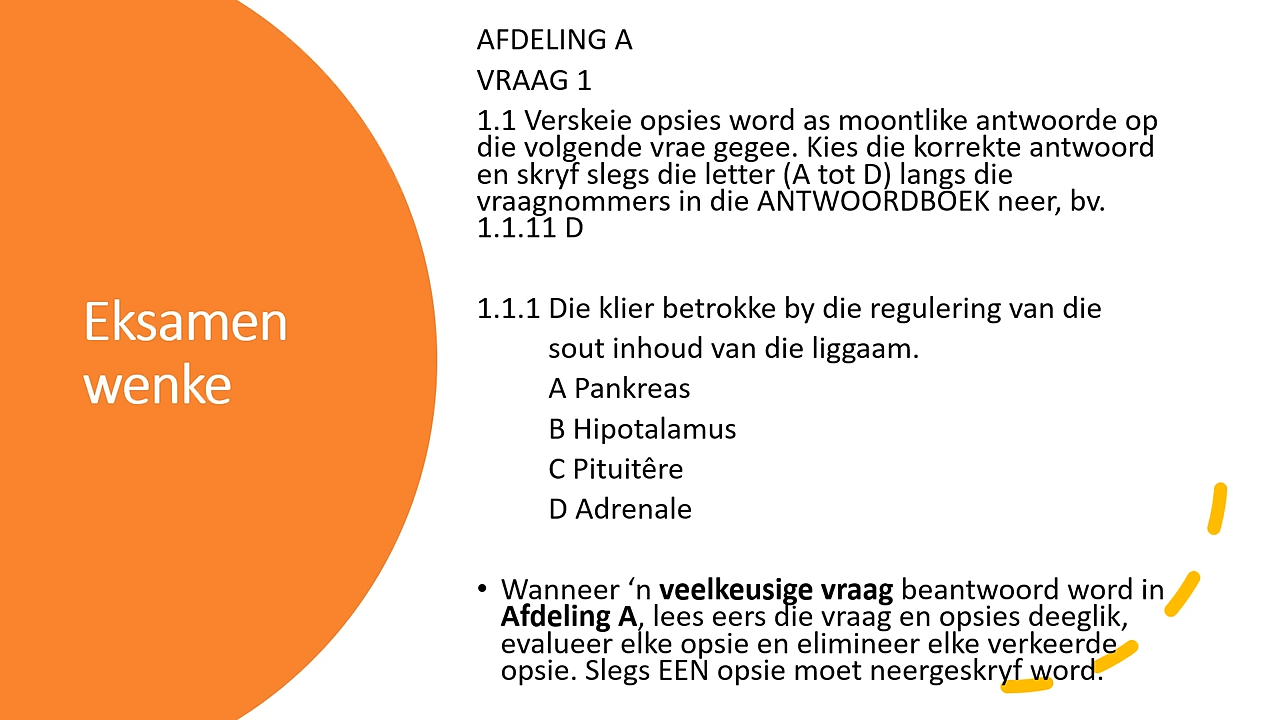 Eksamen
wenke
AFDELING A
VRAAG 1
1.1 Verskeie opsies word as moontlike antwoorde op
die volgende vrae gegee. Kies die korrekte antwoord
en skryf slegs die letter (A tot D) langs die
vraagnommers in die ANTWOORDBOEK neer, bv.
1.1.11 D
1.1.1 Die klier betrokke by die regulering van die
sout inhoud van die liggaam.
A Pankreas
B Hipotalamus
C Pituitêre
D Adrenale
• Wanneer ‘n veelkeusige vraag beantwoord word in
Afdeling A, lees eers die vraag en opsies deeglik,
evalueer elke opsie en elimineer elke verkeerde
opsie. Slegs EEN opsie moet neergeskryf word.